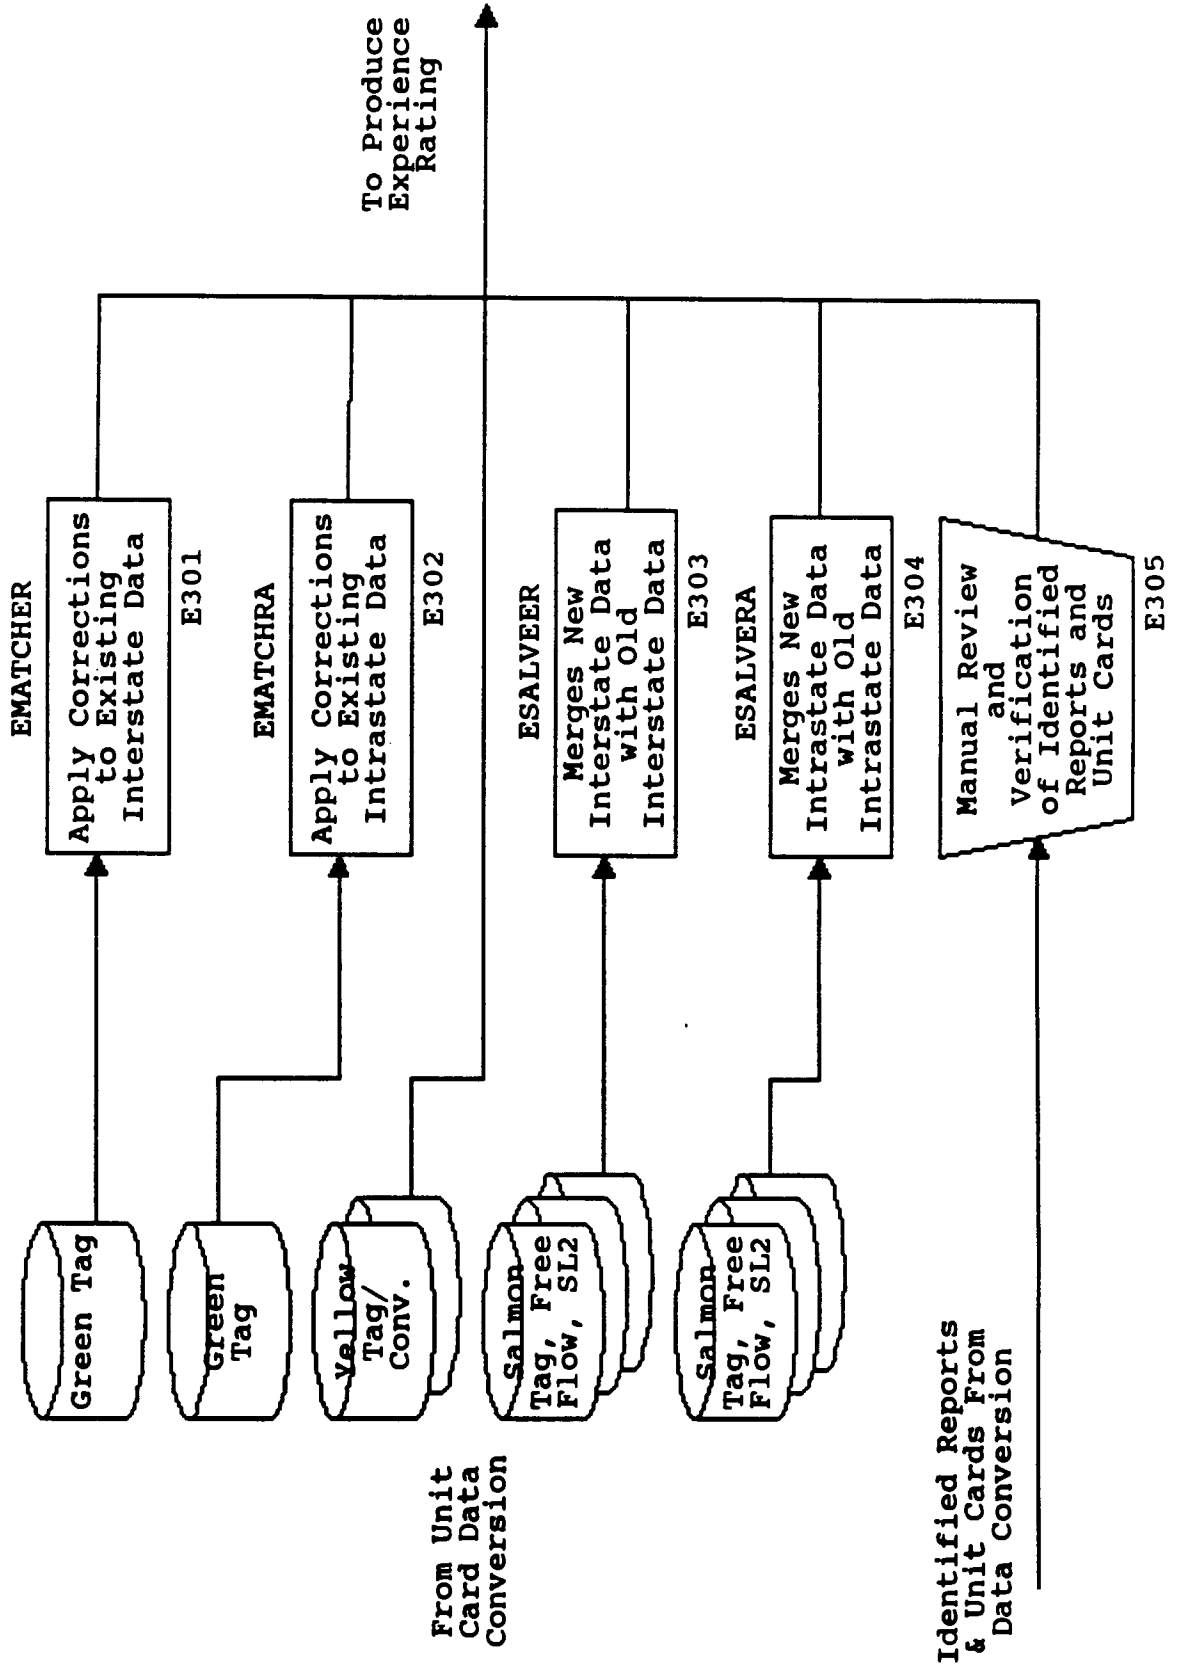 Green Tag
EMATCHER
Apply Corrections
to Existing
Interstate Data
E301
Green
Tag
EMATCHRA
Apply Corrections
to Existing
Intrastate Data
E302
To Produce
Experience
Rating
Yellow
Tag/
Conv.
From Unit
Card Data
Conversion
Salmon
Tag, Free
Flow, SL2
ESALVEER
Merges New
Interstate Data
with Old
Interstate Data
E303
Salmon
Tag, Free
Flow, SL2
ESALVERA
Merges New
Intrastate Data
with Old
Intrastate Data
E304
Identified Reports
& Unit Cards From
Data Conversion
Manual Review
and
Verification
of Identified
Reports and
Unit Cards
E305